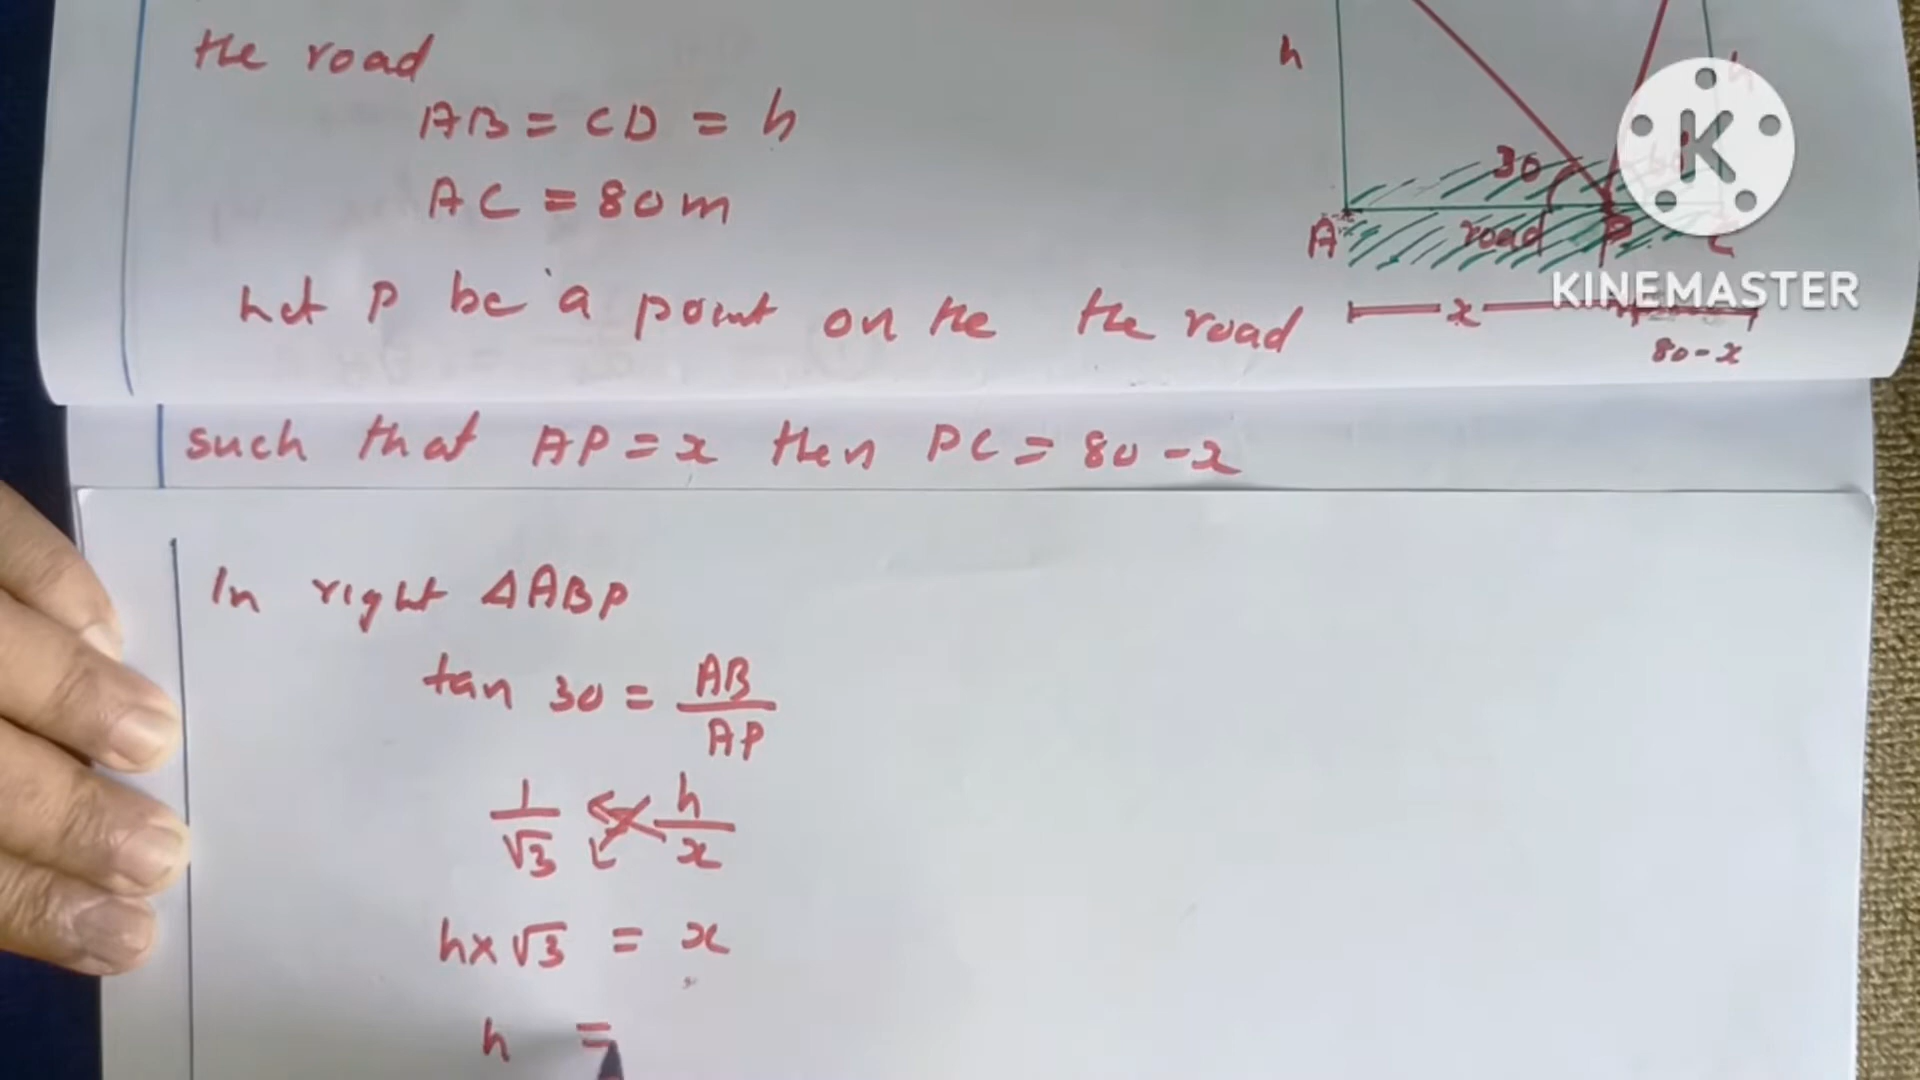 the road
AB = CD = h
AC = 80 m
Let P be a point on the the road
h
30
A
road
P
C
x
80 - x
KINEMASTER
such that AP = x then PC = 80 - x
In right ΔABP
tan 30 = AB / AP
1 / √3 h / x
h x √3 = x
h =